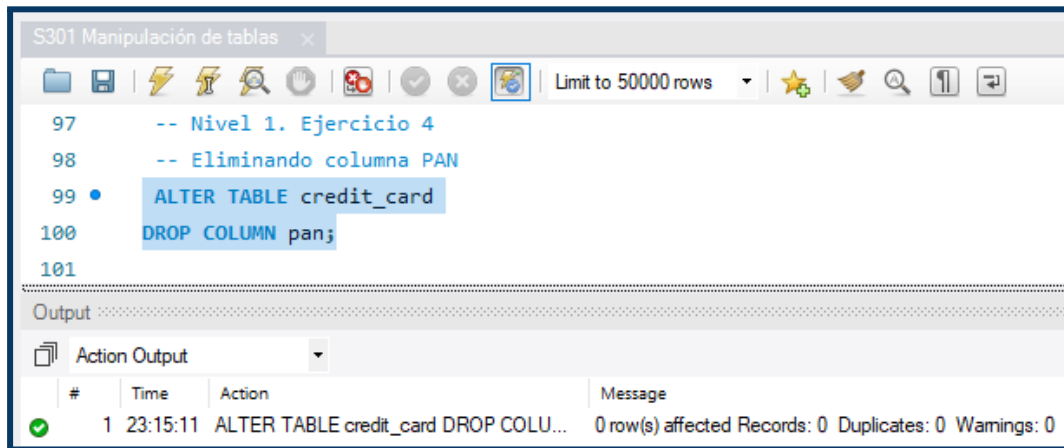 S301 Manipulación de tablas ×
Limit to 50000 rows
97 -- Nivel 1. Ejercicio 4
98 -- Eliminando columna PAN
99 ALTER TABLE credit_card
100 DROP COLUMN pan;
101
Output
Action Output
# Time Action Message
1 23:15:11 ALTER TABLE credit_card DROP COLU... 0 row(s) affected Records: 0 Duplicates: 0 Warnings: 0